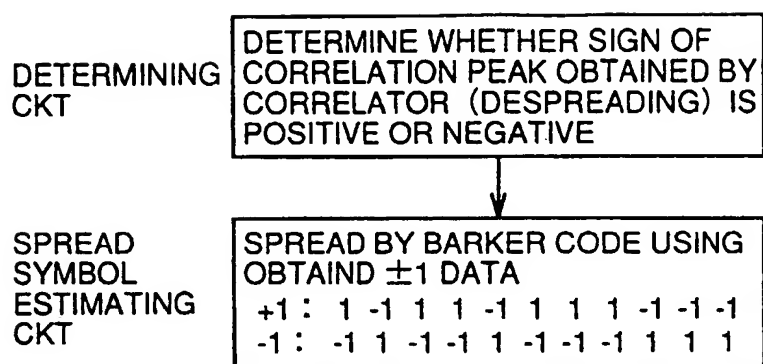 DETERMINING
CKT
DETERMINE WHETHER SIGN OF
CORRELATION PEAK OBTAINED BY
CORRELATOR (DESPREADING) IS
POSITIVE OR NEGATIVE
SPREAD
SYMBOL
ESTIMATING
CKT
SPREAD BY BARKER CODE USING
OBTAIND ±1 DATA
+1 : 1 -1 1 1 -1 1 1 1 -1 -1 -1
-1 : -1 1 -1 -1 1 -1 -1 -1 1 1 1